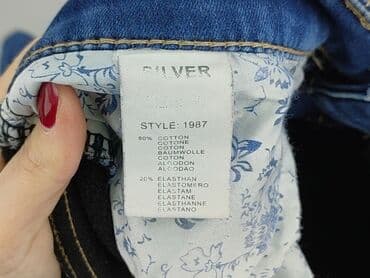 SILVER
STYLE: 1987
80% COTTON
COTONE
COTON
BAUMWOLLE
COTON
ALGODON
ALGODAO
20% ELASTHAN
ELASTOMERO
ELASTAM
ELASTANE
ELASTHANNE
ELASTANO